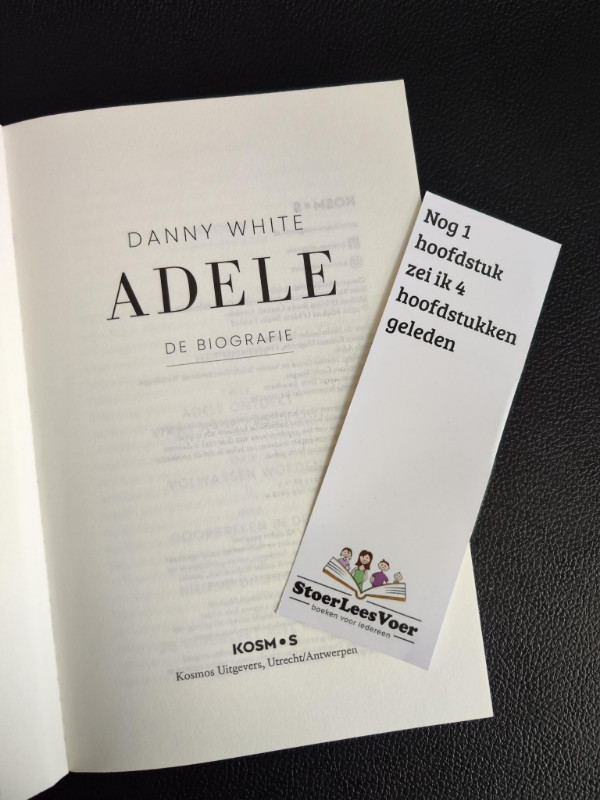 DANNY WHITE
ADELE
DE BIOGRAFIE
KOSM•S
Kosmos Uitgevers, Utrecht/Antwerpen
Nog 1
hoofdstuk
zei ik 4
hoofdstukken
geleden
StoerLeesVoer
boeken voor iedereen